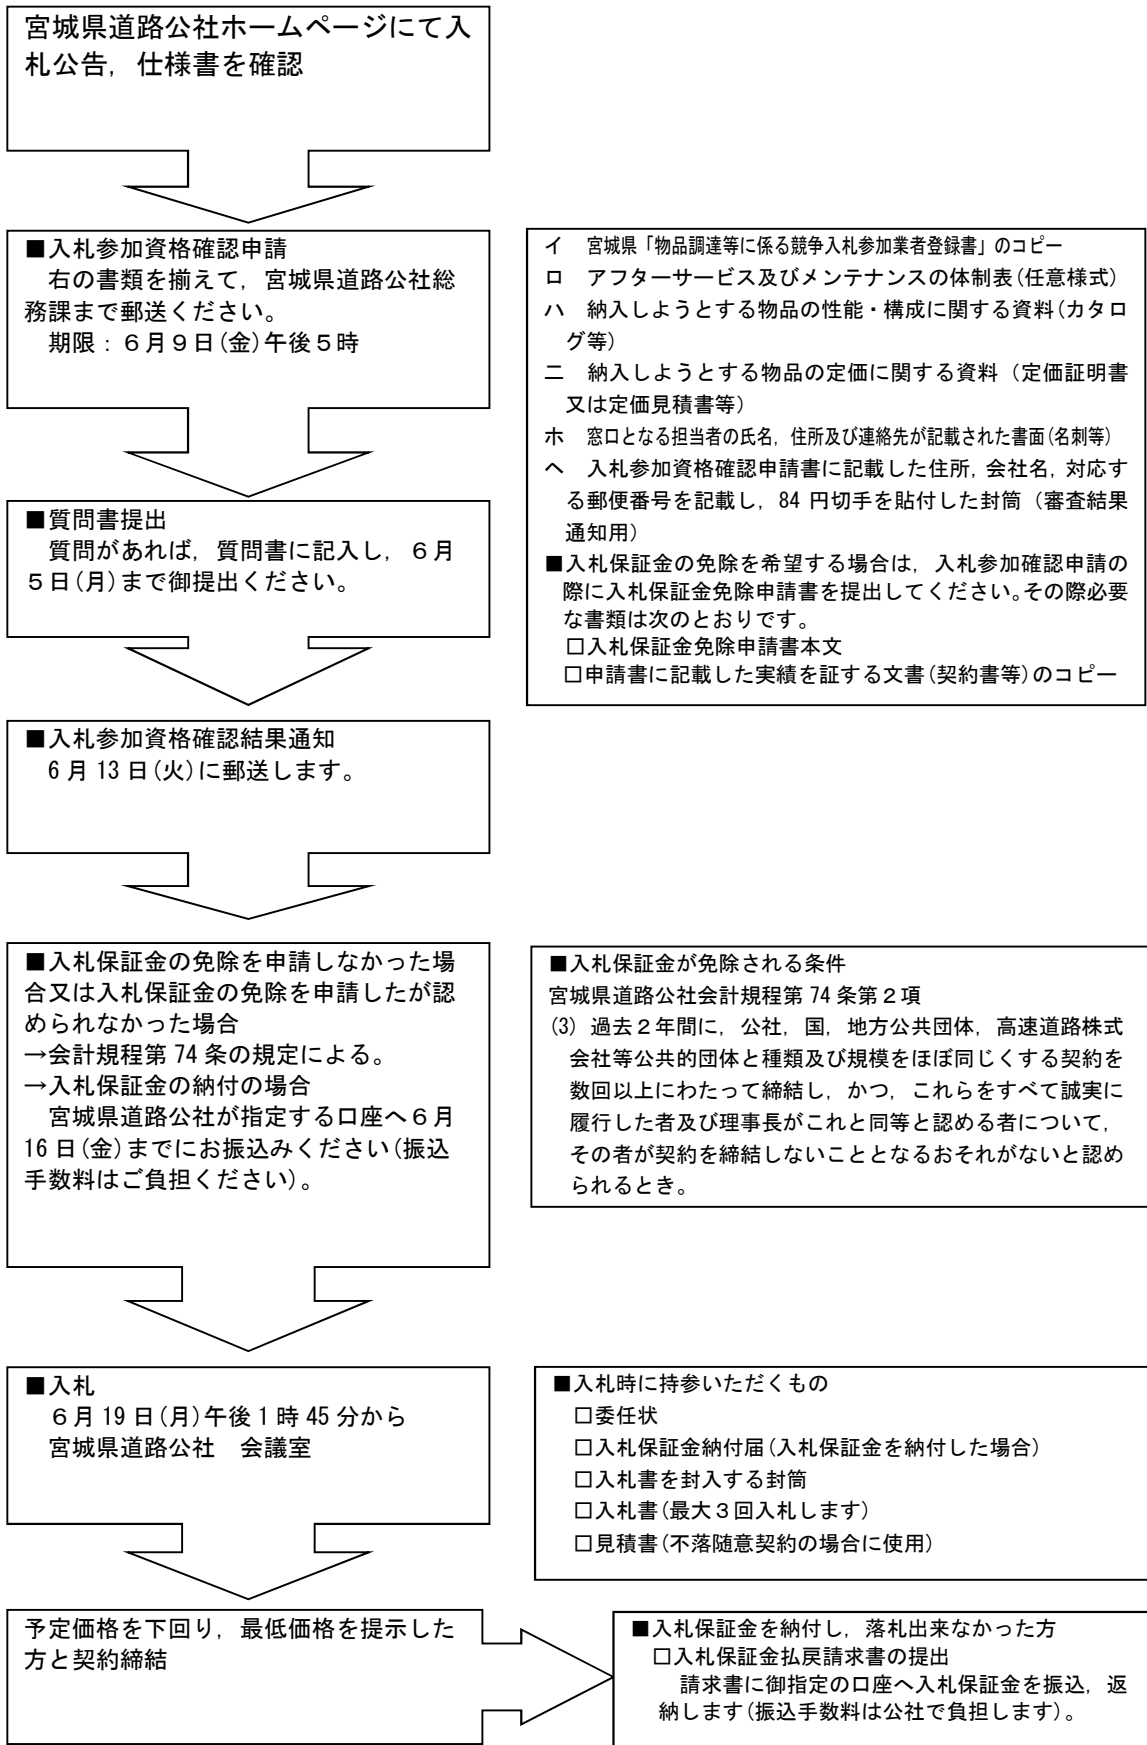 宮城県道路公社ホームページにて入
札公告，仕様書を確認
■入札参加資格確認申請
右の書類を揃えて，宮城県道路公社総
務課まで郵送ください。
期限：６月９日(金)午後５時
イ　宮城県「物品調達等に係る競争入札参加業者登録書」のコピー
ロ　アフターサービス及びメンテナンスの体制表(任意様式)
ハ　納入しようとする物品の性能・構成に関する資料(カタロ
グ等)
ニ　納入しようとする物品の定価に関する資料（定価証明書
又は定価見積書等）
ホ　窓口となる担当者の氏名，住所及び連絡先が記載された書面(名刺等)
ヘ　入札参加資格確認申請書に記載した住所，会社名，対応す
る郵便番号を記載し，84 円切手を貼付した封筒（審査結果
通知用）
■入札保証金の免除を希望する場合は，入札参加確認申請の
際に入札保証金免除申請書を提出してください。その際必要
な書類は次のとおりです。
□入札保証金免除申請書本文
□申請書に記載した実績を証する文書(契約書等)のコピー
■質問書提出
質問があれば，質問書に記入し，６月
５日(月)まで御提出ください。
■入札参加資格確認結果通知
6 月 13 日(火)に郵送します。
■入札保証金の免除を申請しなかった場
合又は入札保証金の免除を申請したが認
められなかった場合
→会計規程第 74 条の規定による。
→入札保証金の納付の場合
宮城県道路公社が指定する口座へ６月
16 日(金)までにお振込みください(振込
手数料はご負担ください)。
■入札保証金が免除される条件
宮城県道路公社会計規程第 74 条第２項
(3) 過去２年間に，公社，国，地方公共団体，高速道路株式
会社等公共的団体と種類及び規模をほぼ同じくする契約を
数回以上にわたって締結し，かつ，これらをすべて誠実に
履行した者及び理事長がこれと同等と認める者について，
その者が契約を締結しないこととなるおそれがないと認め
られるとき。
■入札
６月 19 日(月)午後 1 時 45 分から
宮城県道路公社　会議室
■入札時に持参いただくもの
□委任状
□入札保証金納付届(入札保証金を納付した場合)
□入札書を封入する封筒
□入札書(最大３回入札します)
□見積書(不落随意契約の場合に使用)
予定価格を下回り，最低価格を提示した
方と契約締結
■入札保証金を納付し，落札出来なかった方
□入札保証金払戻請求書の提出
請求書に御指定の口座へ入札保証金を振込，返
納します(振込手数料は公社で負担します)。